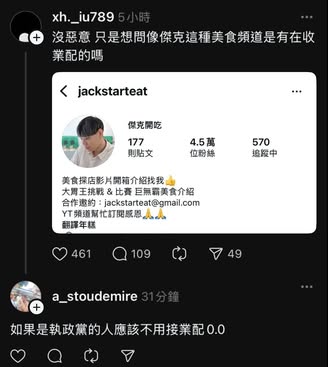 xh._iu789 5小時
沒惡意 只是想問像傑克這種美食頻道是有在收
業配的嗎
jackstarteat
傑克開吃
177 4.5萬 570
則貼文 位粉絲 追蹤中
美食探店影片開箱介紹找我👍
大胃王挑戰 & 比賽 巨無霸美食介紹
合作邀約：jackstarteat@gmail.com
YT頻道幫忙訂閱感恩🙏🙏
翻譯年糕
461 109 49
a_stoudemire 31分鐘
如果是執政黨的人應該不用接業配 0.0